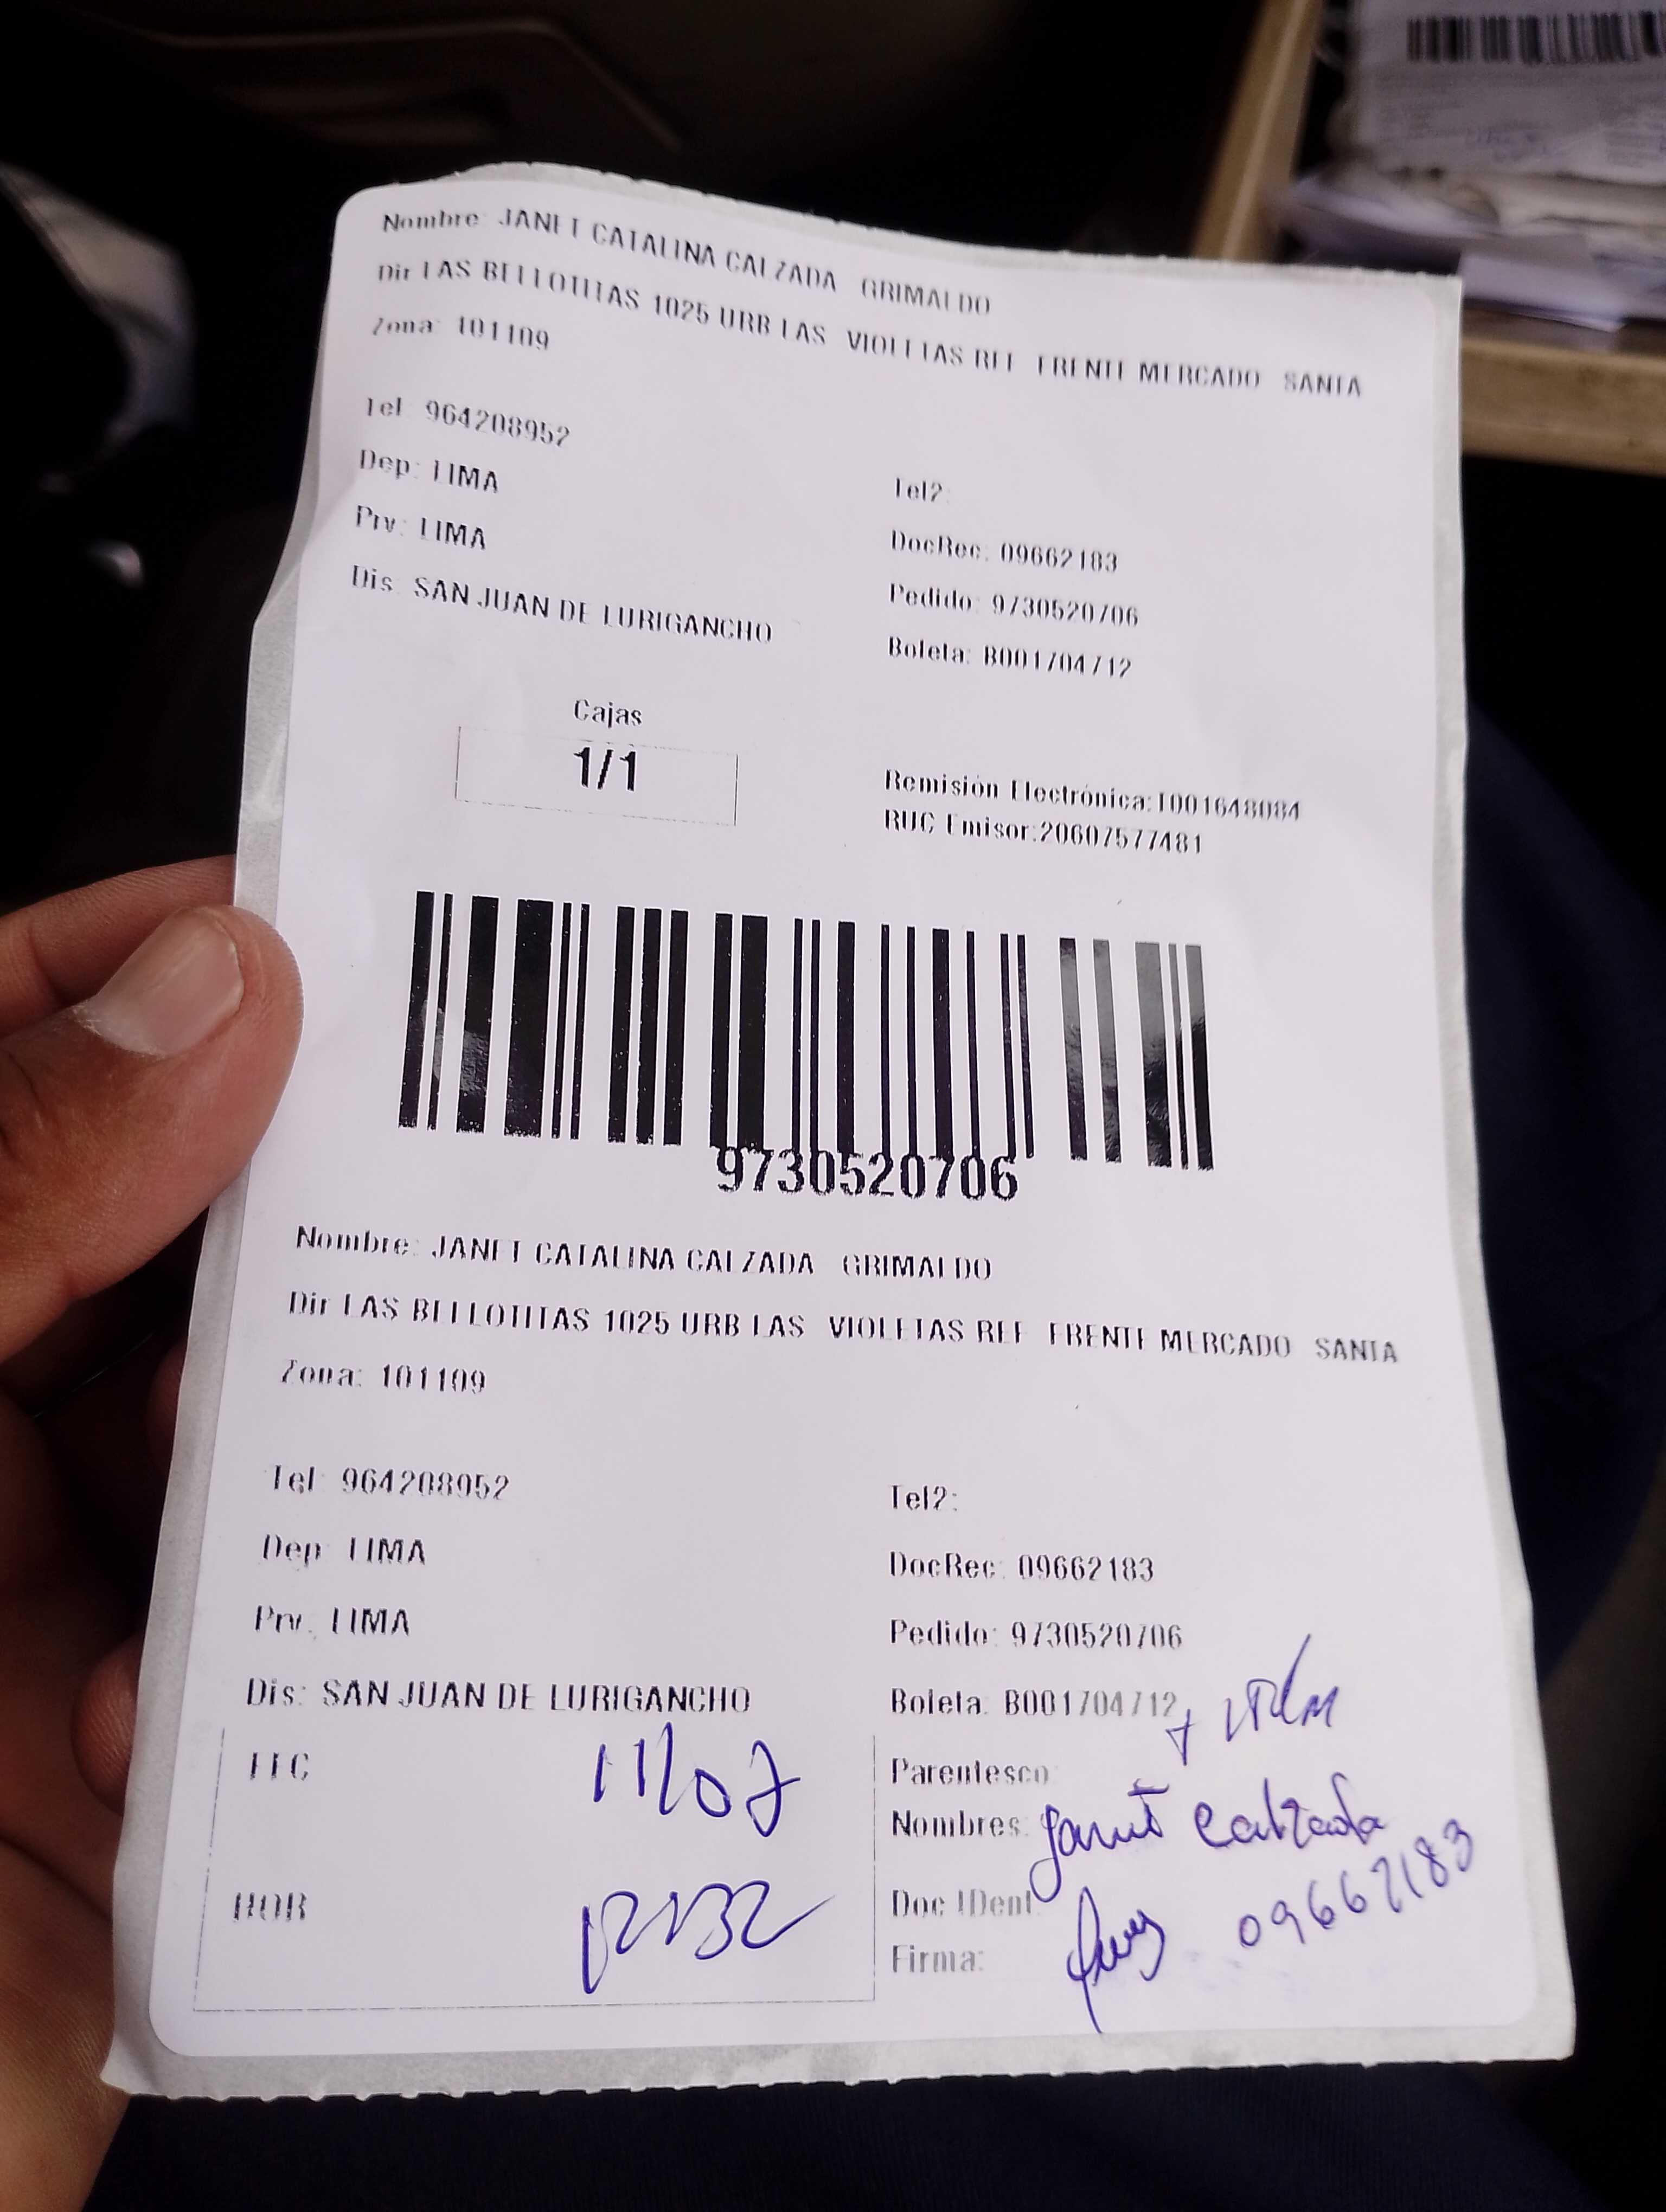 Nombre: JANET CATALINA CALZADA GRIMALDO
Dir LAS BELLOTITAS 1025 URB LAS VIOLETAS REF FRENTE MERCADO SANTA
Zona: 101109
Tel: 964208952
Dep: LIMA
Tel2:
Prv: LIMA
DocRec: 09662183
Dis: SAN JUAN DE LURIGANCHO
Pedido: 9730520706
Boleta: B001704712
Cajas
1/1
Remisión Electrónica:T001648084
RUC Emisor:20607577481
9730520706
Nombre: JANET CATALINA CALZADA GRIMALDO
Dir LAS BELLOTITAS 1025 URB LAS VIOLETAS REF FRENTE MERCADO SANTA
Zona: 101109
Tel: 964208952
Tel2:
Dep: LIMA
DocRec: 09662183
Prv: LIMA
Pedido: 9730520706
Dis: SAN JUAN DE LURIGANCHO
Boleta: B001704712
11/07
Parentesco:
Nombres: Janet Calzada
HOR
Doc IDent: 09662183
Firma: